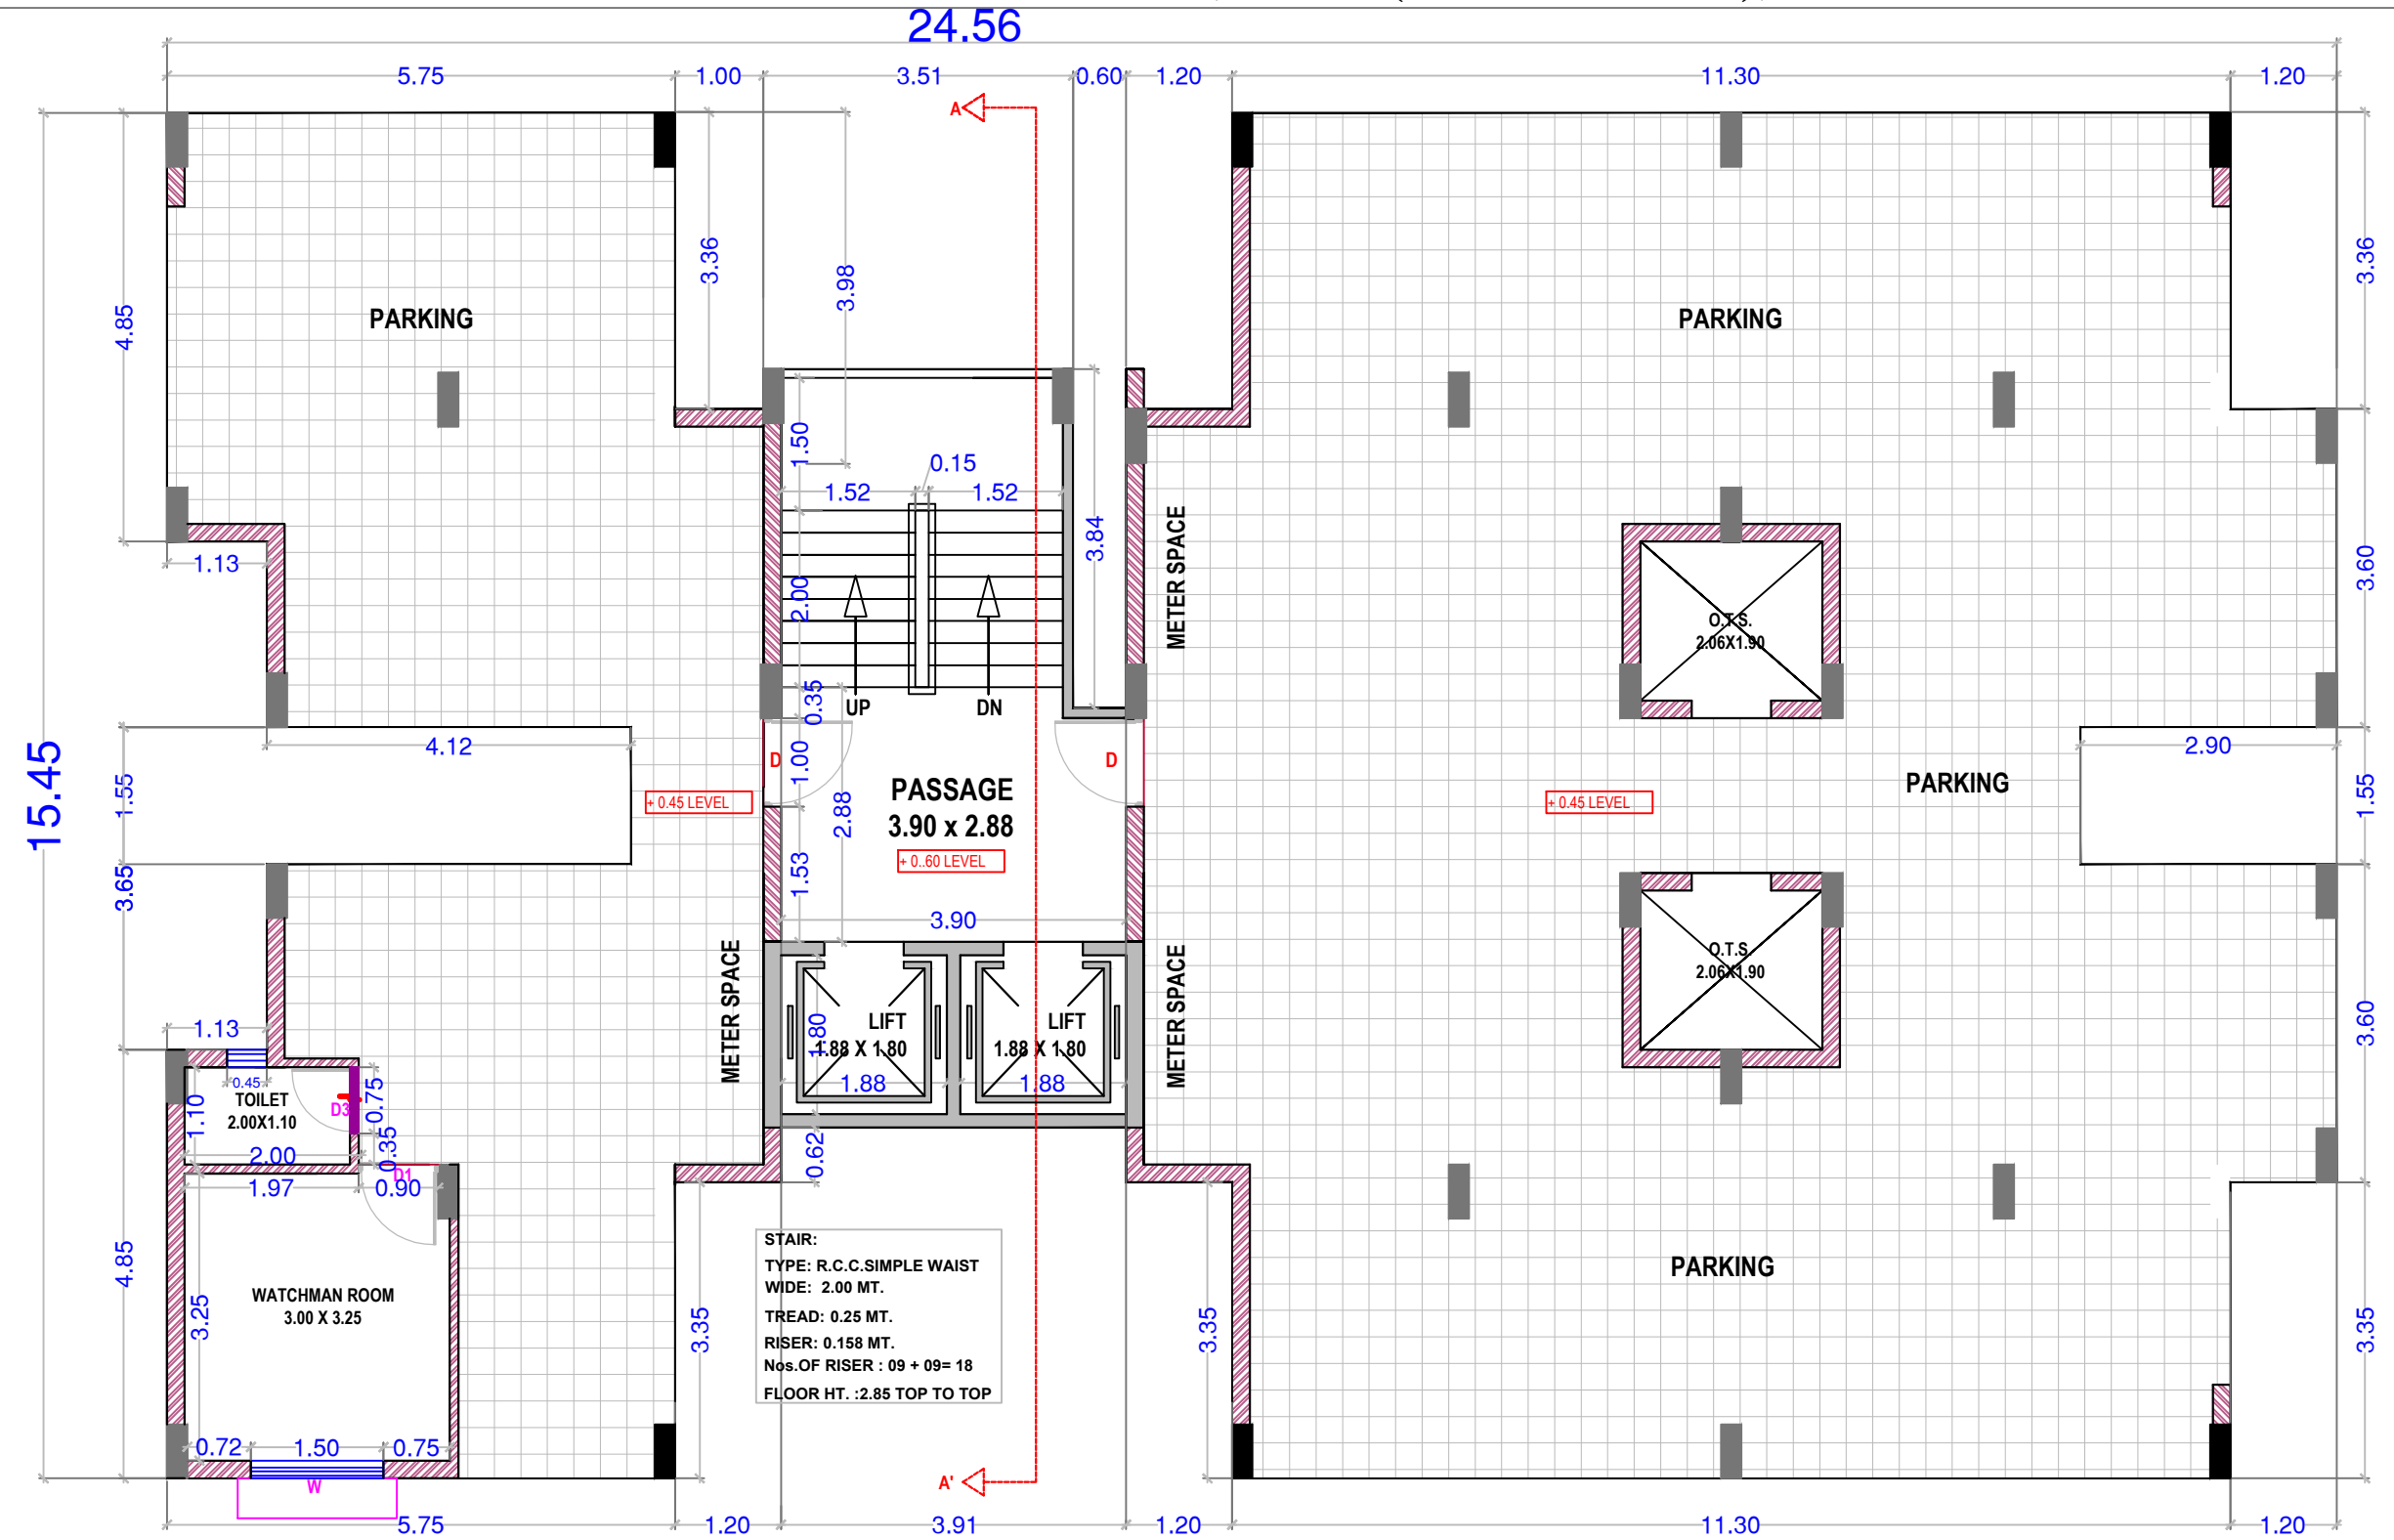 24.56
5.75
1.00
3.51
0.60
1.20
11.30
1.20
A
3.36
3.98
3.36
4.85
PARKING
PARKING
1.50
0.15
1.52
1.52
3.84
METER SPACE
1.13
2.00
3.60
O.T.S.
2.06X1.90
0.35
UP
DN
4.12
2.90
15.45
1.55
D
1.00
D
PASSAGE
3.90 x 2.88
PARKING
1.55
+ 0.45 LEVEL
+ 0.45 LEVEL
2.88
+ 0..60 LEVEL
1.53
3.65
3.90
METER SPACE
METER SPACE
O.T.S.
2.06X1.90
1.13
1.80
LIFT
1.88 X 1.80
LIFT
1.88 X 1.80
3.60
0.45
1.88
1.88
TOILET
2.00X1.10
1.10
D3
0.75
0.35
2.00
0.62
D1
1.97
0.90
4.85
3.25
WATCHMAN ROOM
3.00 X 3.25
3.35
STAIR:
TYPE: R.C.C.SIMPLE WAIST
WIDE: 2.00 MT.
TREAD: 0.25 MT.
RISER: 0.158 MT.
Nos.OF RISER : 09 + 09= 18
FLOOR HT. :2.85 TOP TO TOP
3.35
PARKING
3.35
0.72
1.50
0.75
W
A'
5.75
1.20
3.91
1.20
11.30
1.20